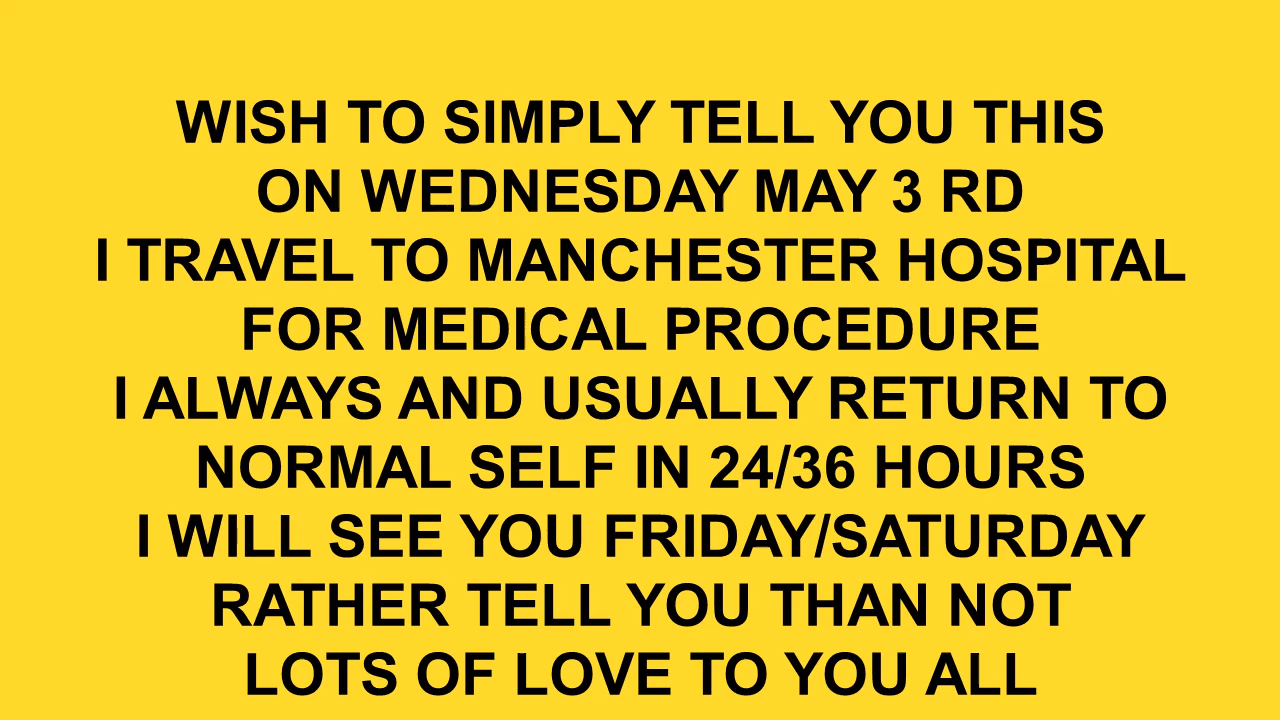 WISH TO SIMPLY TELL YOU THIS
ON WEDNESDAY MAY 3 RD
I TRAVEL TO MANCHESTER HOSPITAL
FOR MEDICAL PROCEDURE
I ALWAYS AND USUALLY RETURN TO
NORMAL SELF IN 24/36 HOURS
I WILL SEE YOU FRIDAY/SATURDAY
RATHER TELL YOU THAN NOT
LOTS OF LOVE TO YOU ALL